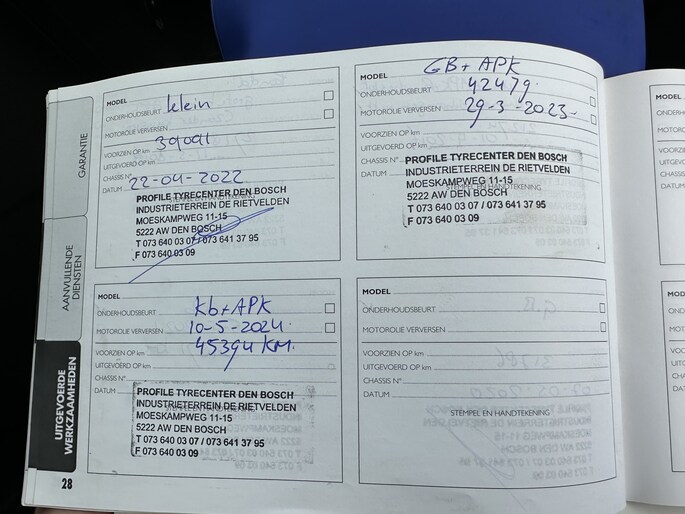 GARANTIE
AANVULLENDE
DIENSTEN
UITGEVOERDE
WERKZAAMHEDEN
28
MODEL
ONDERHOUDSBEURT klein
MOTOROLIE VERVERSEN
VOORZIEN OP km 39091
UITGEVOERD OP km
CHASSIS N°
DATUM 22-04-2022
PROFILE TYRECENTER DEN BOSCH
INDUSTRIETERREIN DE RIETVELDEN
MOESKAMPWEG 11-15
5222 AW DEN BOSCH
T 073 640 03 07 / 073 641 37 95
F 073 640 03 09
MODEL GB+ APK
ONDERHOUDSBEURT 42479
MOTOROLIE VERVERSEN 29-3-2023-
VOORZIEN OP km
UITGEVOERD OP km
CHASSIS N°
DATUM
PROFILE TYRECENTER DEN BOSCH
INDUSTRIETERREIN DE RIETVELDEN
MOESKAMPWEG 11-15
STEMPEL EN HANDTEKENING
5222 AW DEN BOSCH
T 073 640 03 07 / 073 641 37 95
F 073 640 03 09
MODEL
ONDERHOUDSBEURT kb+APK
MOTOROLIE VERVERSEN 10-5-2024.
VOORZIEN OP km 45394 KM.
UITGEVOERD OP km
CHASSIS N°
DATUM
PROFILE TYRECENTER DEN BOSCH
INDUSTRIETERREIN DE RIETVELDEN
MOESKAMPWEG 11-15
5222 AW DEN BOSCH
T 073 640 03 07 / 073 641 37 95
F 073 640 03 09
MODEL
ONDERHOUDSBEURT
MOTOROLIE VERVERSEN
VOORZIEN OP km
UITGEVOERD OP km
CHASSIS N°
DATUM
STEMPEL EN HANDTEKENING